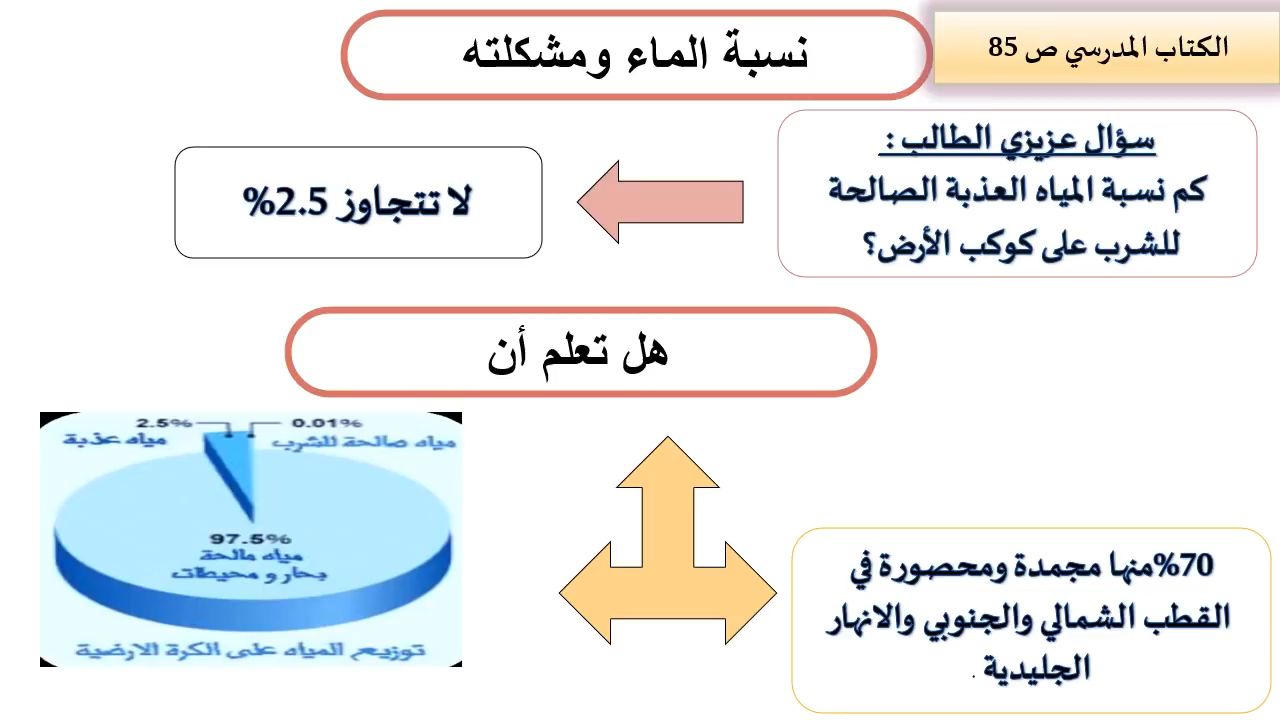 الكتاب المدرسي ص 85
نسبة الماء ومشكلته
سؤال عزيزي الطالب :
كم نسبة المياه العذبة الصالحة
للشرب على كوكب الأرض؟
لا تتجاوز 2.5%
هل تعلم أن
0.01%
مياه صالحة للشرب
2.5%
مياه عذبة
97.5%
مياه مالحة
بحار و محيطات
توزيع المياه على الكرة الارضية
70%منها مجمدة ومحصورة في
القطب الشمالي والجنوبي والانهار
الجليدية .